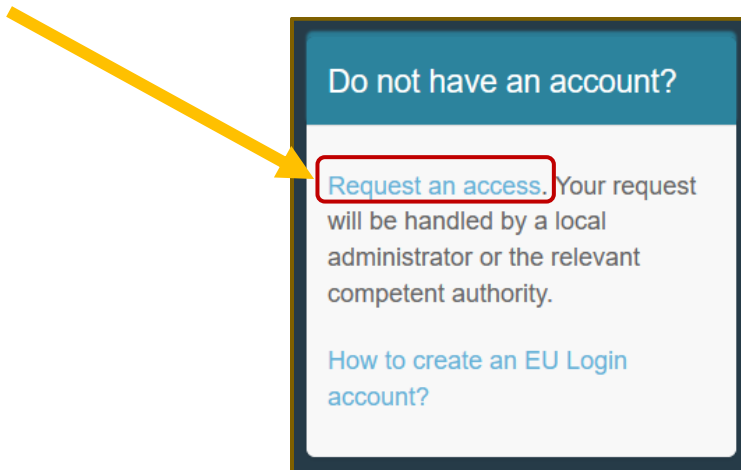 Do not have an account?
Request an access. Your request
will be handled by a local
administrator or the relevant
competent authority.
How to create an EU Login
account?